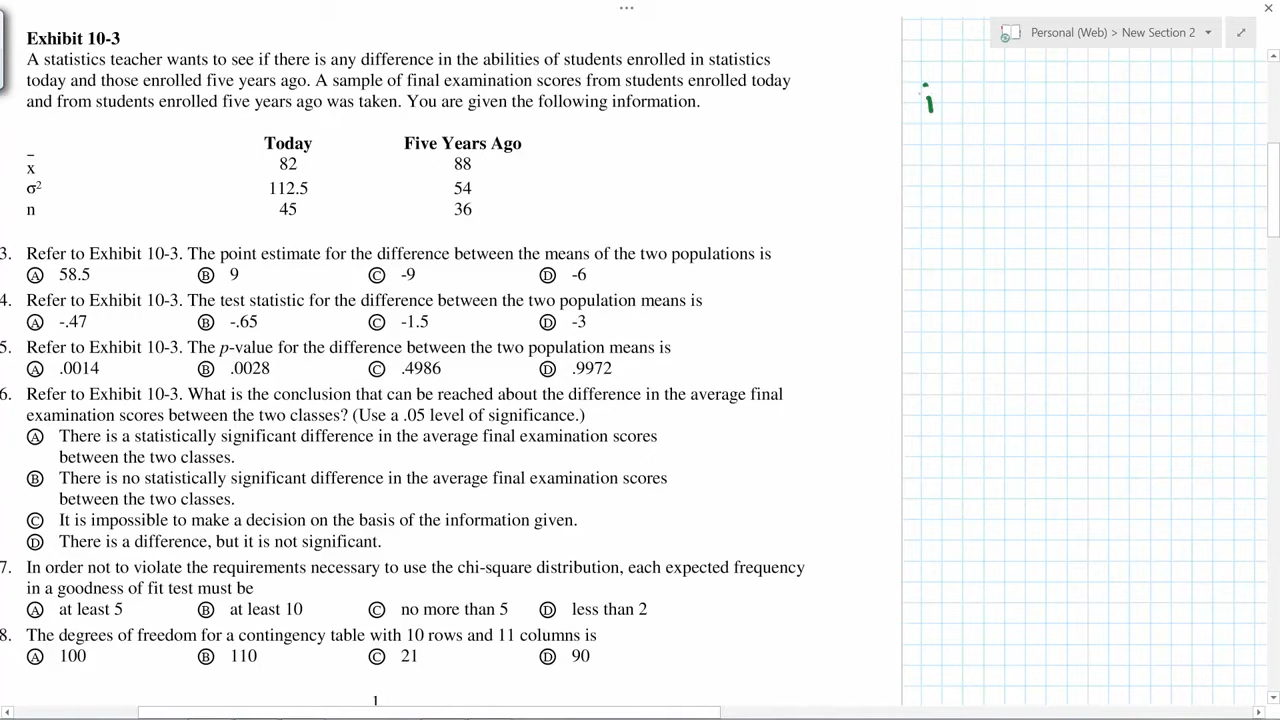 Personal (Web) > New Section 2
Exhibit 10-3
A statistics teacher wants to see if there is any difference in the abilities of students enrolled in statistics
today and those enrolled five years ago. A sample of final examination scores from students enrolled today
and from students enrolled five years ago was taken. You are given the following information.
Today Five Years Ago
x̄ 82 88
σ² 112.5 54
n 45 36
3. Refer to Exhibit 10-3. The point estimate for the difference between the means of the two populations is
Ⓐ 58.5 Ⓑ 9 Ⓒ -9 Ⓓ -6
4. Refer to Exhibit 10-3. The test statistic for the difference between the two population means is
Ⓐ -.47 Ⓑ -.65 Ⓒ -1.5 Ⓓ -3
5. Refer to Exhibit 10-3. The p-value for the difference between the two population means is
Ⓐ .0014 Ⓑ .0028 Ⓒ .4986 Ⓓ .9972
6. Refer to Exhibit 10-3. What is the conclusion that can be reached about the difference in the average final
examination scores between the two classes? (Use a .05 level of significance.)
Ⓐ There is a statistically significant difference in the average final examination scores
between the two classes.
Ⓑ There is no statistically significant difference in the average final examination scores
between the two classes.
Ⓒ It is impossible to make a decision on the basis of the information given.
Ⓓ There is a difference, but it is not significant.
7. In order not to violate the requirements necessary to use the chi-square distribution, each expected frequency
in a goodness of fit test must be
Ⓐ at least 5 Ⓑ at least 10 Ⓒ no more than 5 Ⓓ less than 2
8. The degrees of freedom for a contingency table with 10 rows and 11 columns is
Ⓐ 100 Ⓑ 110 Ⓒ 21 Ⓓ 90
1